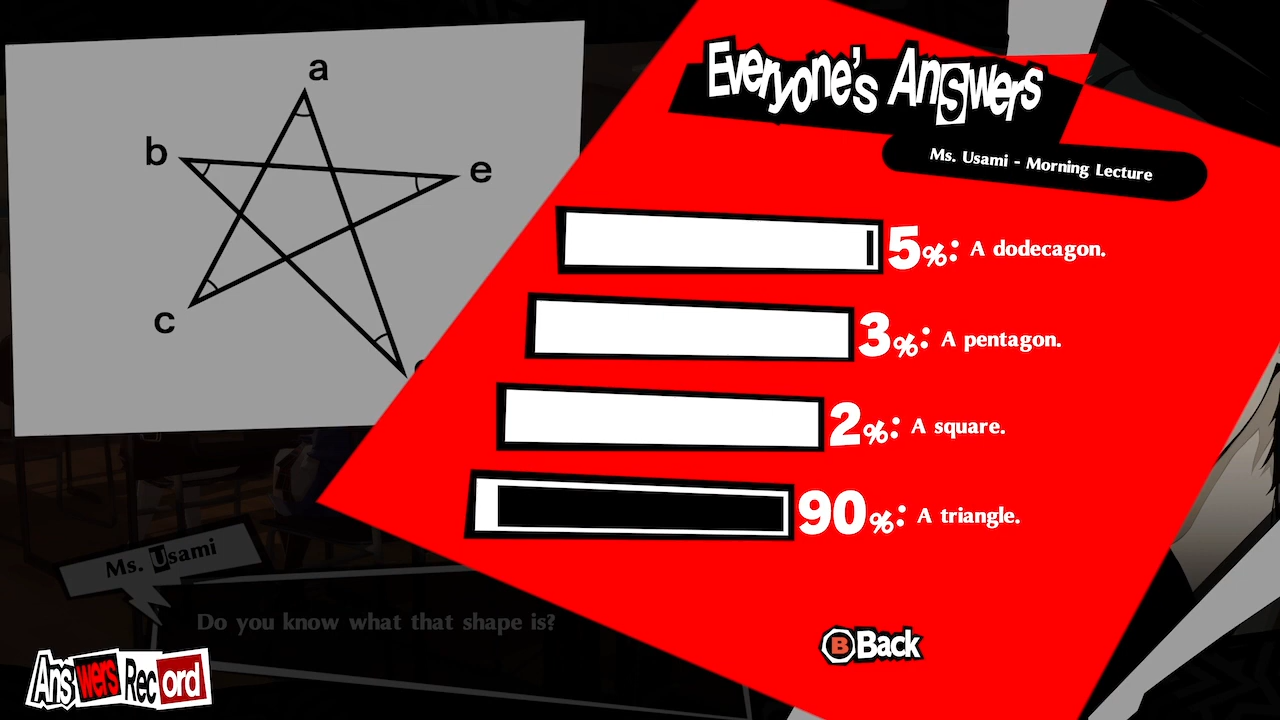 a
b
e
c
Everyone's Answers
Ms. Usami - Morning Lecture
5%: A dodecagon.
3%: A pentagon.
2%: A square.
90%: A triangle.
Ms. Usami
Do you know what that shape is?
B Back
Answers Record